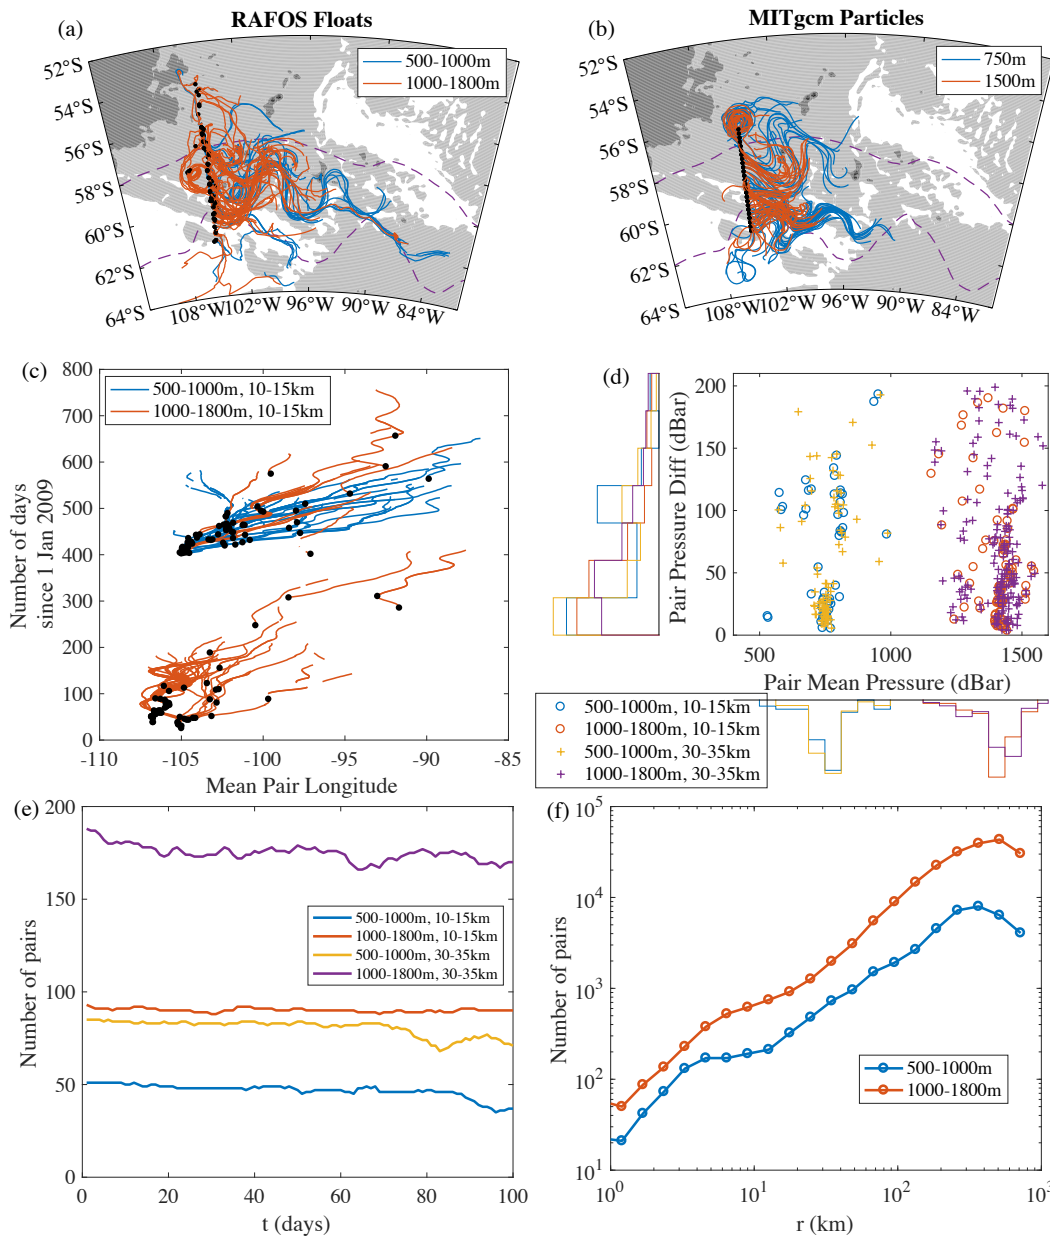 RAFOS Floats
MITgcm Particles
(a)
500-1000m
1000-1800m
52°S
54°S
56°S
58°S
60°S
62°S
64°S
108°W
102°W
96°W
90°W
84°W
(b)
750m
1500m
52°S
54°S
56°S
58°S
60°S
62°S
64°S
108°W
102°W
96°W
90°W
84°W
(c)
500-1000m, 10-15km
1000-1800m, 10-15km
800
700
600
500
400
300
200
100
0
Number of days
since 1 Jan 2009
-110
-105
-100
-95
-90
-85
Mean Pair Longitude
(d)
200
150
100
50
0
Pair Pressure Diff (dBar)
500
1000
1500
Pair Mean Pressure (dBar)
500-1000m, 10-15km
1000-1800m, 10-15km
500-1000m, 30-35km
1000-1800m, 30-35km
(e)
200
150
100
50
0
Number of pairs
500-1000m, 10-15km
1000-1800m, 10-15km
500-1000m, 30-35km
1000-1800m, 30-35km
0
20
40
60
80
100
t (days)
(f)
10⁵
10⁴
10³
10²
10¹
Number of pairs
500-1000m
1000-1800m
10⁰
10¹
10²
10³
r (km)